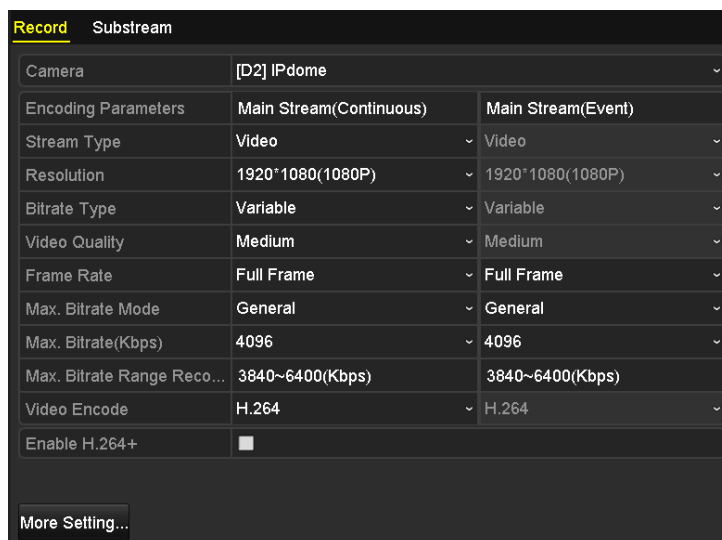 Record Substream
Camera [D2] IPdome
Encoding Parameters Main Stream(Continuous) Main Stream(Event)
Stream Type Video Video
Resolution 1920*1080(1080P) 1920*1080(1080P)
Bitrate Type Variable Variable
Video Quality Medium Medium
Frame Rate Full Frame Full Frame
Max. Bitrate Mode General General
Max. Bitrate(Kbps) 4096 4096
Max. Bitrate Range Reco... 3840~6400(Kbps) 3840~6400(Kbps)
Video Encode H.264 H.264
Enable H.264+
More Setting...